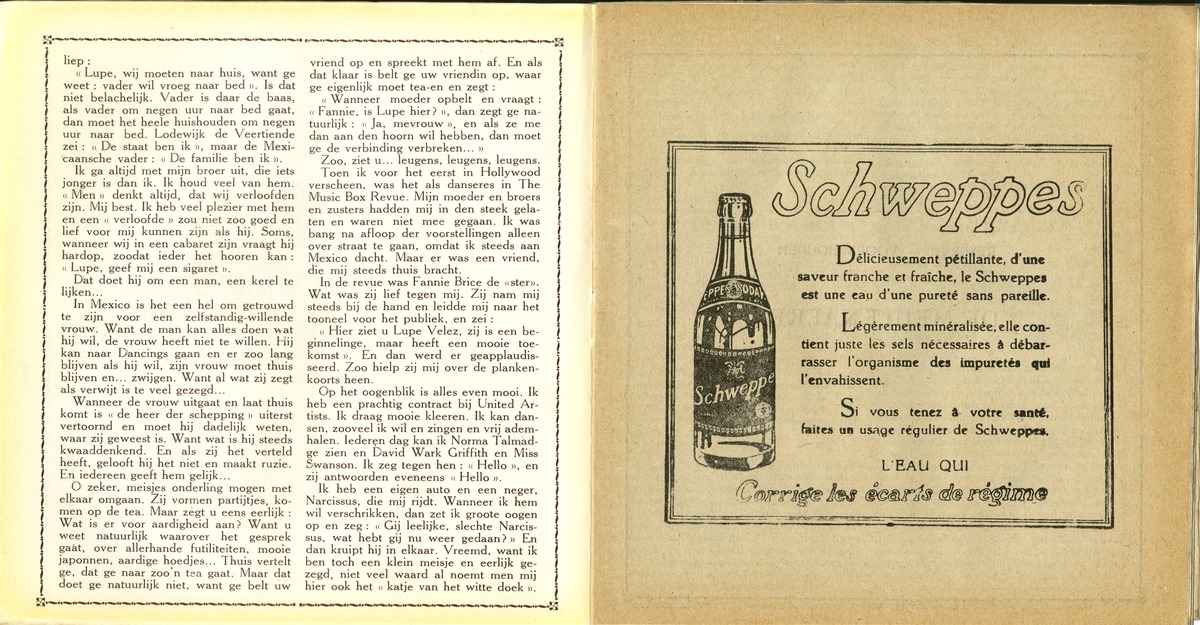 liep :
« Lupe, wij moeten naar huis, want ge
weet : vader wil vroeg naar bed ». Is dat
niet belachelijk. Vader is daar de baas,
als vader om negen uur naar bed gaat,
dan moet het heele huishouden om negen
uur naar bed. Lodewijk de Veertiende
zei : « De staat ben ik », maar de Mexi-
caansche vader : « De familie ben ik ».
Ik ga altijd met mijn broer uit, die iets
jonger is dan ik. Ik houd veel van hem.
« Men » denkt altijd, dat wij verloofden
zijn. Mij best. Ik heb veel plezier met hem
en een « verloofde » zou niet zoo goed en
lief voor mij kunnen zijn als hij. Soms,
wanneer wij in een cabaret zijn vraagt hij
hardop, zoodat ieder het hooren kan :
« Lupe, geef mij een sigaret ».
Dat doet hij om een man, een kerel te
lijken...
In Mexico is het een hel om getrouwd
te zijn voor een zelfstandig-willende
vrouw. Want de man kan alles doen wat
hij wil, de vrouw heeft niet te willen. Hij
kan naar Dancings gaan en er zoo lang
blijven als hij wil, zijn vrouw moet thuis
blijven en... zwijgen. Want al wat zij zegt
als verwijt is te veel gezegd...
Wanneer de vrouw uitgaat en laat thuis
komt is « de heer der schepping » uiterst
vertoornd en moet hij dadelijk weten,
waar zij geweest is. Want wat is hij steeds
kwaaddenkend. En als zij het verteld
heeft, gelooft hij het niet en maakt ruzie.
En iedereen geeft hem gelijk...
O zeker, meisjes onderling mogen met
elkaar omgaan. Zij vormen partijtjes, ko-
men op de tea. Maar zegt u eens eerlijk :
Wat is er voor aardigheid aan? Want u
weet natuurlijk waarover het gesprek
gaat, over allerhande futiliteiten, mooie
japonnen, aardige hoedjes... Thuis vertelt
ge, dat ge naar zoo'n tea gaat. Maar dat
doet ge natuurlijk niet, want ge belt uw
vriend op en spreekt met hem af. En als
dat klaar is belt ge uw vriendin op, waar
ge eigenlijk moet tea-en en zegt :
« Wanneer moeder opbelt en vraagt :
« Fannie, is Lupe hier? », dan zegt ge na-
tuurlijk : « Ja, mevrouw », en als ze me
dan aan den hoorn wil hebben, dan moet
ge de verbinding verbreken... »
Zoo, ziet u... leugens, leugens, leugens.
Toen ik voor het eerst in Hollywood
verscheen, was het als danseres in The
Music Box Revue. Mijn moeder en broers
en zusters hadden mij in den steek gela-
ten en waren niet mee gegaan. Ik was
bang na afloop der voorstellingen alleen
over straat te gaan, omdat ik steeds aan
Mexico dacht. Maar er was een vriend,
die mij steeds thuis bracht.
In de revue was Fannie Brice de «ster».
Wat was zij lief tegen mij. Zij nam mij
steeds bij de hand en leidde mij naar het
tooneel voor het publiek, en zei :
« Hier ziet u Lupe Velez, zij is een be-
ginnelinge, maar heeft een mooie toe-
komst ». En dan werd er geapplaudis-
seerd. Zoo hielp zij mij over de planken-
koorts heen.
Op het oogenblik is alles even mooi. Ik
heb een prachtig contract bij United Ar-
tists. Ik draag mooie kleeren. Ik kan dan-
sen, zooveel ik wil en zingen en vrij adem-
halen. Iederen dag kan ik Norma Talmad-
ge zien en David Wark Griffith en Miss
Swanson. Ik zeg tegen hen : « Hello », en
zij antwoorden eveneens « Hello ».
Ik heb een eigen auto en een neger,
Narcissus, die mij rijdt. Wanneer ik hem
wil verschrikken, dan zet ik groote oogen
op en zeg : « Gij leelijke, slechte Narcis-
sus, wat hebt gij nu weer gedaan? » En
dan kruipt hij in elkaar. Vreemd, want ik
ben toch een klein meisje en eerlijk ge-
zegd, niet veel waard al noemt men mij
hier ook het « katje van het witte doek ».
Schweppes
Délicieusement pétillante, d'une
saveur franche et fraîche, le Schweppes
est une eau d'une pureté sans pareille.
Légèrement minéralisée, elle con-
tient juste les sels nécessaires à débar-
rasser l'organisme des impuretés qui
l'envahissent.
Si vous tenez à votre santé,
faites un usage régulier de Schweppes.
L'EAU QUI
Corrige les écarts de régime
EPPES SODA
Schweppe